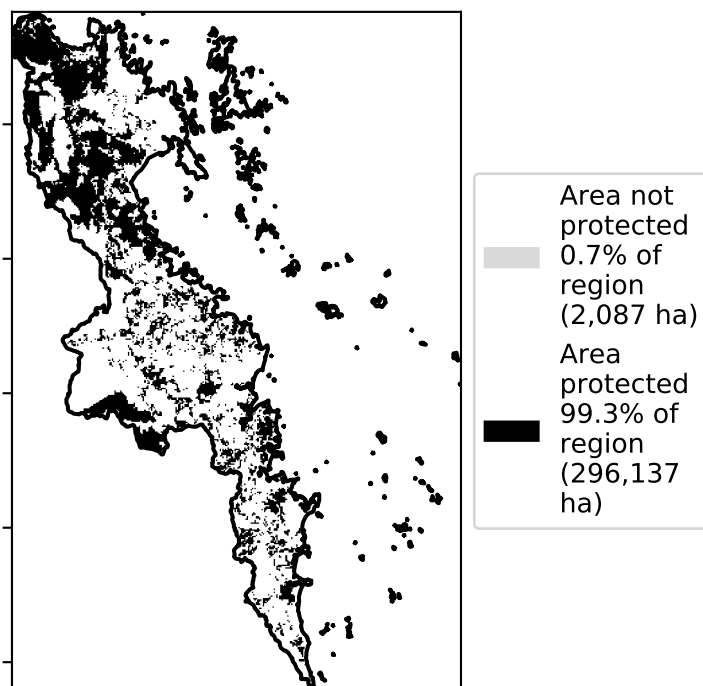 Area not
protected
0.7% of
region
(2,087 ha)
Area
protected
99.3% of
region
(296,137
ha)